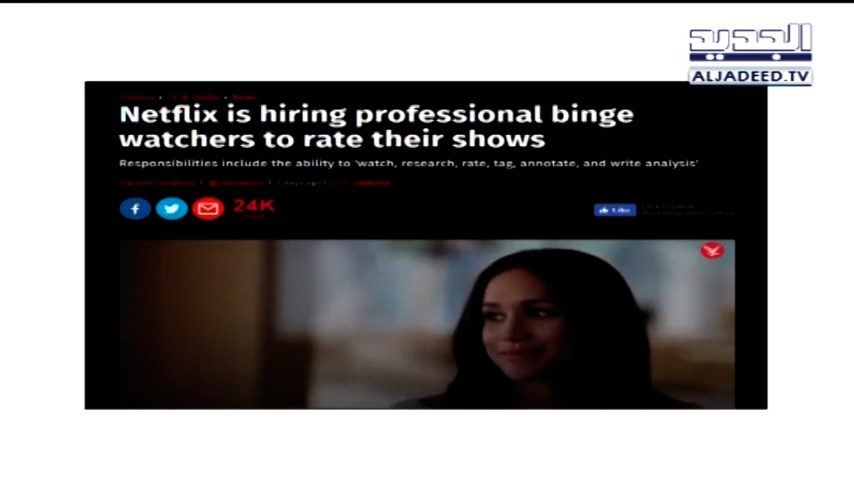 الجديد
ALJADEED.TV
Netflix is hiring professional binge
watchers to rate their shows
Responsibilities include the ability to 'watch, research, rate, tag, annotate, and write analysis'
24K
Like